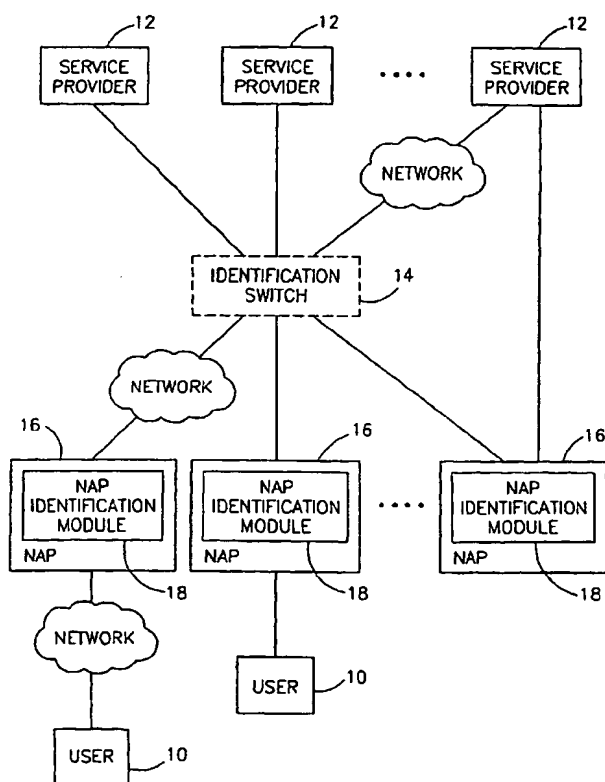 12
12
12
SERVICE
PROVIDER
SERVICE
PROVIDER
SERVICE
PROVIDER
NETWORK
IDENTIFICATION
SWITCH
14
NETWORK
16
16
16
NAP
IDENTIFICATION
MODULE
NAP
18
NAP
IDENTIFICATION
MODULE
NAP
18
NAP
IDENTIFICATION
MODULE
NAP
18
NETWORK
USER
10
USER
10